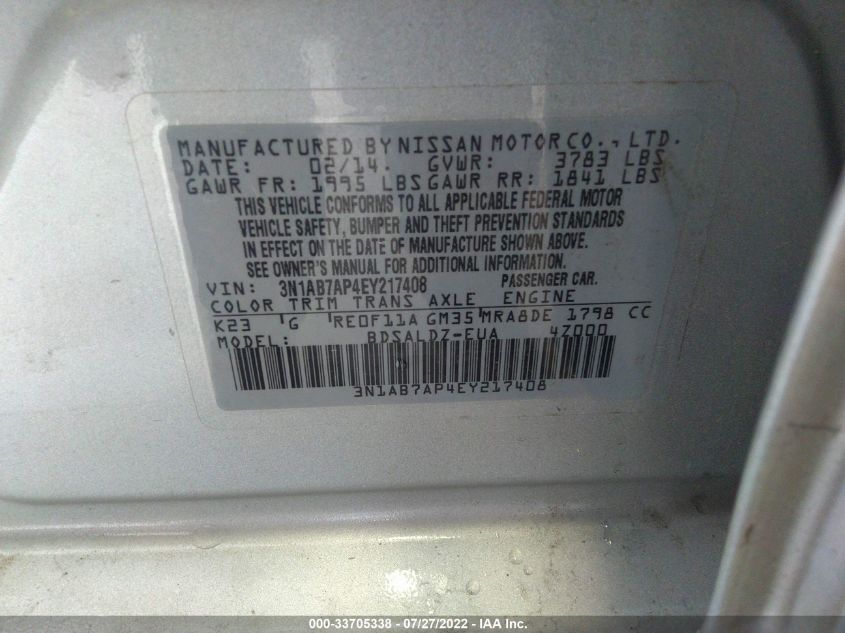 MANUFACTURED BY NISSAN MOTOR CO., LTD.
DATE: 02/14. GVWR: 3783 LBS
GAWR FR: 1995 LBS GAWR RR: 1841 LBS
THIS VEHICLE CONFORMS TO ALL APPLICABLE FEDERAL MOTOR
VEHICLE SAFETY, BUMPER AND THEFT PREVENTION STANDARDS
IN EFFECT ON THE DATE OF MANUFACTURE SHOWN ABOVE.
SEE OWNER'S MANUAL FOR ADDITIONAL INFORMATION.
VIN: 3N1AB7AP4EY217408 PASSENGER CAR.
COLOR TRIM TRANS AXLE ENGINE
K23 G RE0F11A GM35 MRA8DE 1798 CC
MODEL: BDSALDZ-EUA 4Z000
3N1AB7AP4EY217408
000-33705338 - 07/27/2022 - IAA Inc.